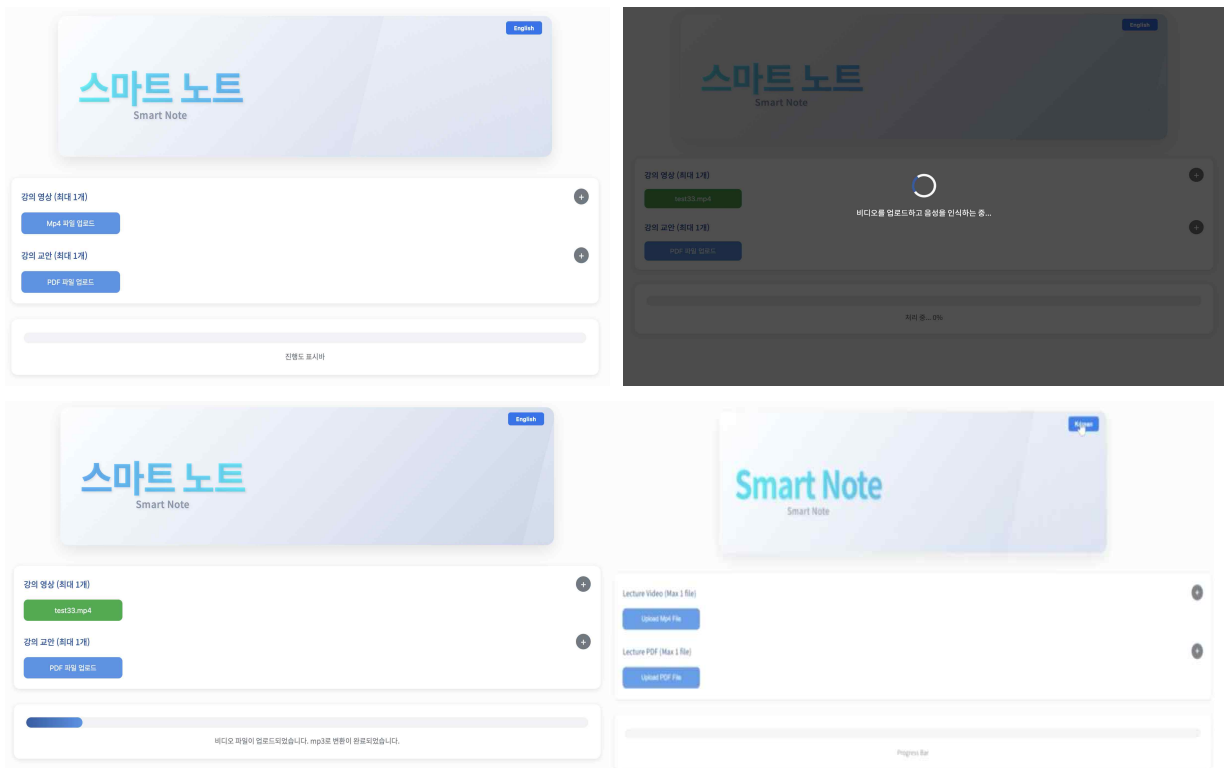 English
스마트 노트
Smart Note
강의 영상 (최대 1개)
+
Mp4 파일 업로드
강의 교안 (최대 1개)
+
PDF 파일 업로드
진행도 표시바
English
스마트 노트
Smart Note
강의 영상 (최대 1개)
+
test33.mp4
비디오를 업로드하고 음성을 인식하는 중...
강의 교안 (최대 1개)
+
PDF 파일 업로드
처리 중... 0%
English
스마트 노트
Smart Note
강의 영상 (최대 1개)
+
test33.mp4
강의 교안 (최대 1개)
+
PDF 파일 업로드
비디오 파일이 업로드되었습니다. mp3로 변환이 완료되었습니다.
Smart Note
Smart Note
Lecture Video (Max 1 file)
+
Upload Mp4 File
Lecture PDF (Max 1 file)
+
Upload PDF File
Progress Bar